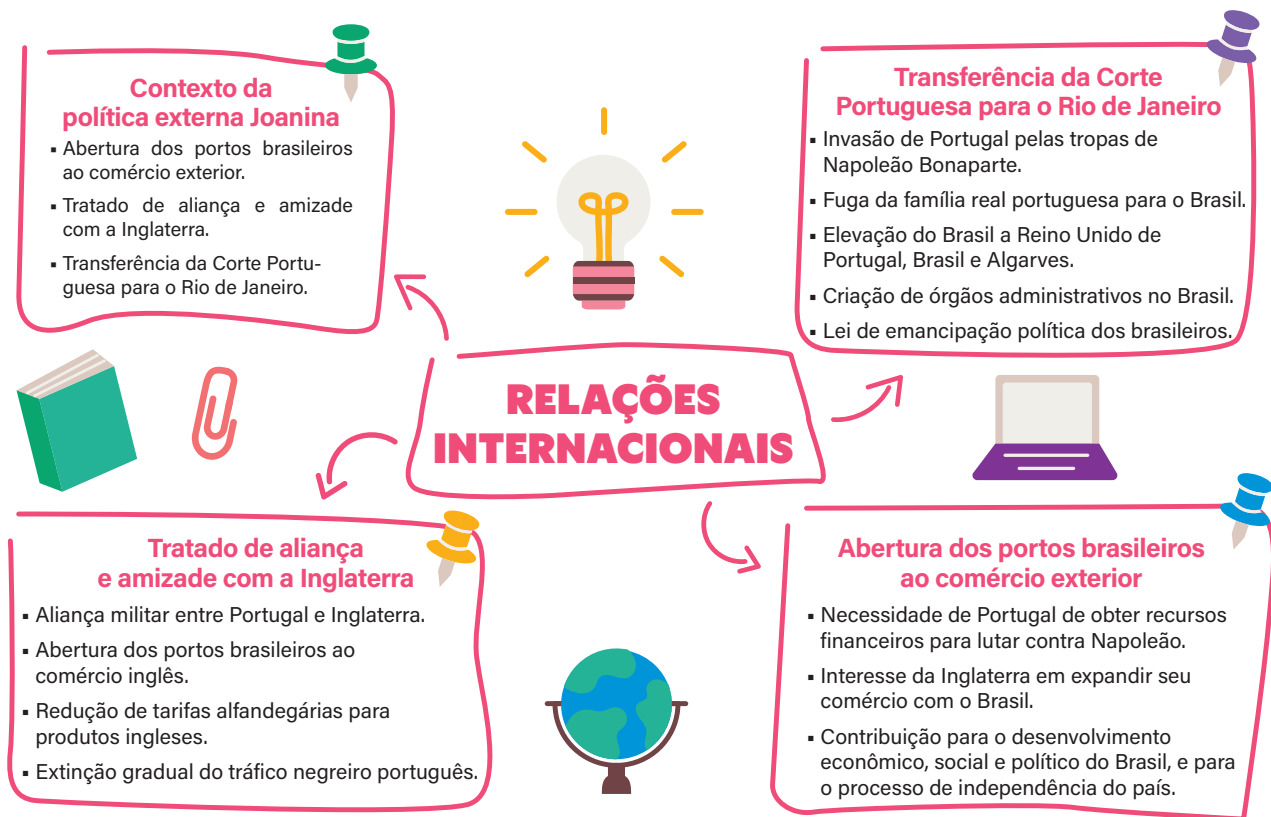 Contexto da
política externa Joanina
▪ Abertura dos portos brasileiros
ao comércio exterior.
▪ Tratado de aliança e amizade
com a Inglaterra.
▪ Transferência da Corte Portu-
guesa para o Rio de Janeiro.
Transferência da Corte
Portuguesa para o Rio de Janeiro
▪ Invasão de Portugal pelas tropas de
Napoleão Bonaparte.
▪ Fuga da família real portuguesa para o Brasil.
▪ Elevação do Brasil a Reino Unido de
Portugal, Brasil e Algarves.
▪ Criação de órgãos administrativos no Brasil.
▪ Lei de emancipação política dos brasileiros.
RELAÇÕES
INTERNACIONAIS
Tratado de aliança
e amizade com a Inglaterra
▪ Aliança militar entre Portugal e Inglaterra.
▪ Abertura dos portos brasileiros ao
comércio inglês.
▪ Redução de tarifas alfandegárias para
produtos ingleses.
▪ Extinção gradual do tráfico negreiro português.
Abertura dos portos brasileiros
ao comércio exterior
▪ Necessidade de Portugal de obter recursos
financeiros para lutar contra Napoleão.
▪ Interesse da Inglaterra em expandir seu
comércio com o Brasil.
▪ Contribuição para o desenvolvimento
econômico, social e político do Brasil, e para
o processo de independência do país.